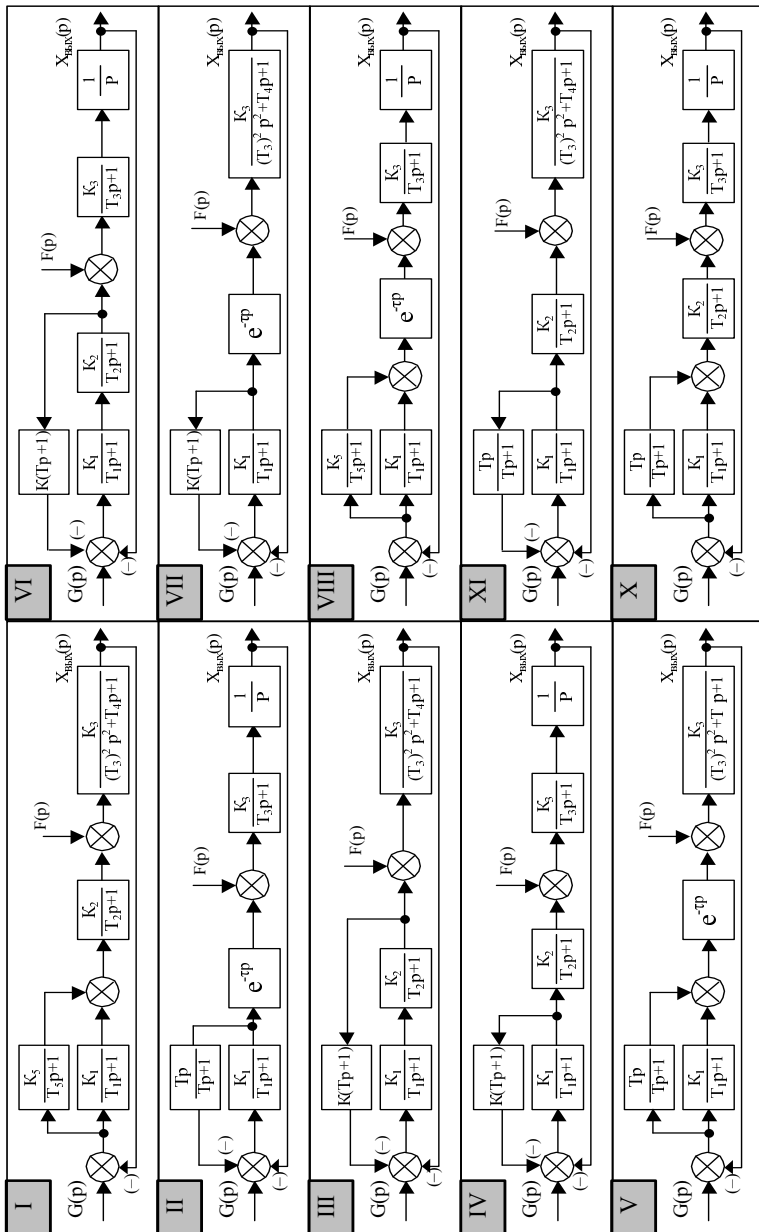 I
G(p)
(–)
K₅
T₅p+1
K₁
T₁p+1
K₂
T₂p+1
F(p)
K₃
(T₃)² p²+T₄p+1
Xвых(p)
VI
G(p)
(–)
(–)
K(Tp+1)
K₁
T₁p+1
K₂
T₂p+1
F(p)
K₃
T₃p+1
1
P
Xвых(p)
II
G(p)
(–)
(–)
Tp
Tp+1
K₁
T₁p+1
e⁻τp
F(p)
K₃
T₃p+1
1
P
Xвых(p)
VII
G(p)
(–)
(–)
K(Tp+1)
K₁
T₁p+1
e⁻τp
F(p)
K₃
(T₃)² p²+T₄p+1
Xвых(p)
III
G(p)
(–)
(–)
K(Tp+1)
K₁
T₁p+1
K₂
T₂p+1
F(p)
K₃
(T₃)² p²+T₄p+1
Xвых(p)
VIII
G(p)
(–)
K₅
T₅p+1
K₁
T₁p+1
e⁻τp
F(p)
K₃
T₃p+1
1
P
Xвых(p)
IV
G(p)
(–)
(–)
K(Tp+1)
K₁
T₁p+1
K₂
T₂p+1
F(p)
K₃
T₃p+1
1
P
Xвых(p)
XI
G(p)
(–)
(–)
Tp
Tp+1
K₁
T₁p+1
K₂
T₂p+1
F(p)
K₃
(T₃)² p²+T₄p+1
Xвых(p)
V
G(p)
(–)
Tp
Tp+1
K₁
T₁p+1
e⁻τp
F(p)
K₃
(T₃)² p²+T p+1
Xвых(p)
X
G(p)
(–)
Tp
Tp+1
K₁
T₁p+1
K₂
T₂p+1
F(p)
K₃
T₃p+1
1
P
Xвых(p)